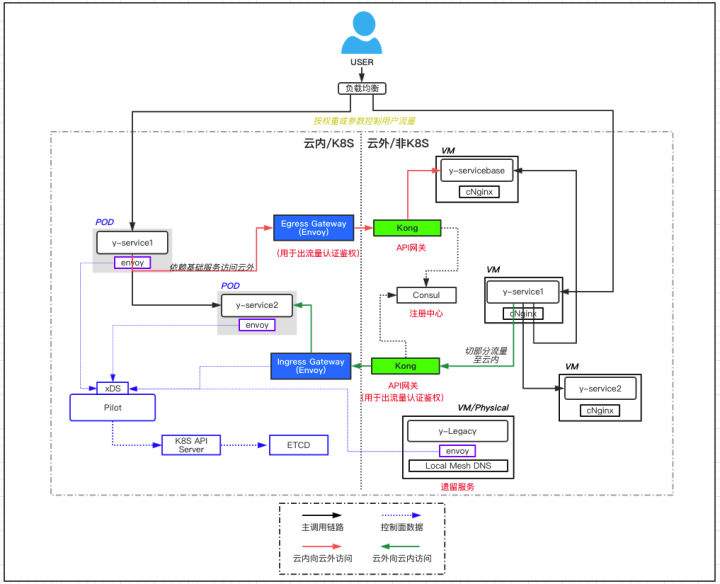 USER
负载均衡
按权重或参数控制用户流量
云内/K8S
云外/非K8S
VM
y-servicebase
cNginx
POD
y-service1
envoy
Egress Gateway
(Envoy)
(用于出流量认证鉴权)
Kong
API网关
依赖基础服务访问云外
POD
y-service2
envoy
Consul
注册中心
VM
y-service1
cNginx
切部分流量
至云内
Ingress Gateway
(Envoy)
Kong
API网关
(用于出流量认证鉴权)
VM
y-service2
cNginx
xDS
Pilot
K8S API
Server
ETCD
VM/Physical
y-Legacy
envoy
Local Mesh DNS
遗留服务
主调用链路
控制面数据
云内向云外访问
云外向云内访问